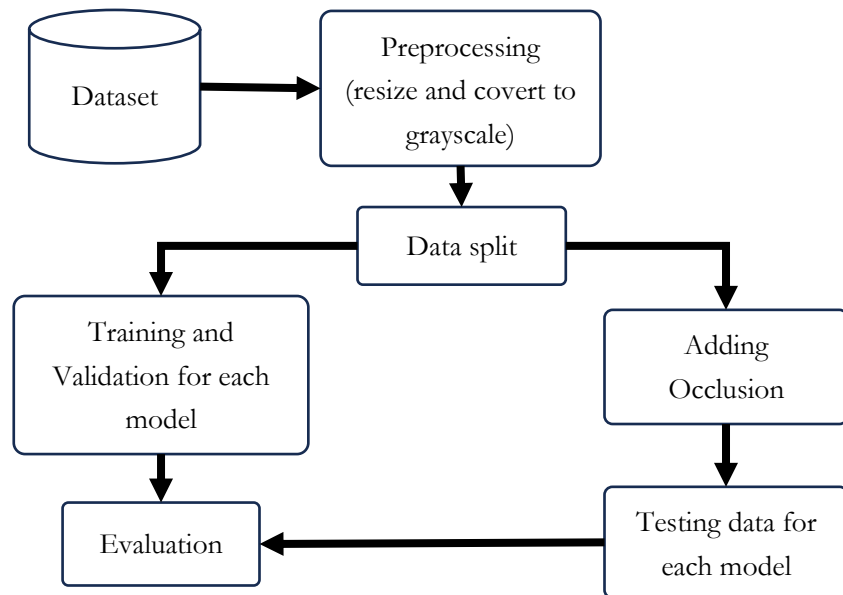 Dataset
Preprocessing
(resize and covert to
grayscale)
Data split
Training and
Validation for each
model
Adding
Occlusion
Evaluation
Testing data for
each model